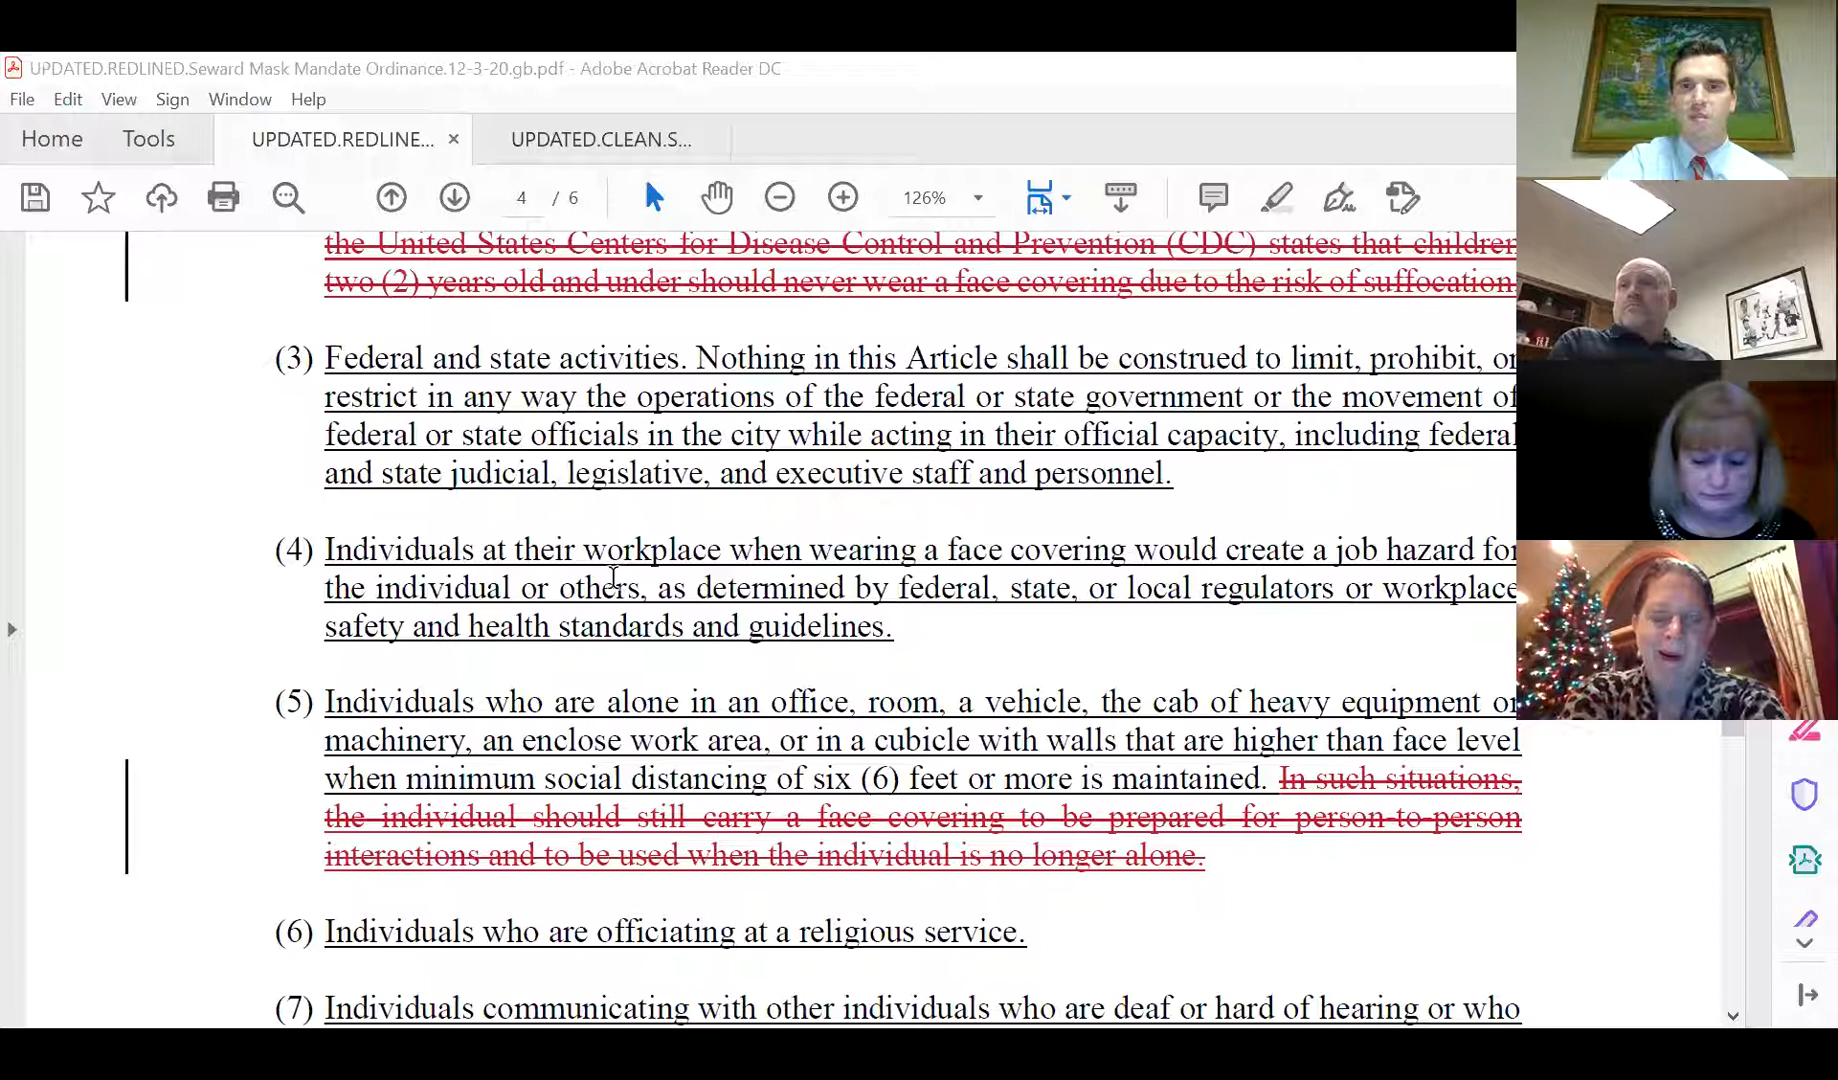 UPDATED.REDLINED.Seward Mask Mandate Ordinance.12-3-20.gb.pdf - Adobe Acrobat Reader DC
File Edit View Sign Window Help
Home Tools UPDATED.REDLINE... × UPDATED.CLEAN.S...
4 / 6 126%
the United States Centers for Disease Control and Prevention (CDC) states that children
two (2) years old and under should never wear a face covering due to the risk of suffocation.
(3) Federal and state activities. Nothing in this Article shall be construed to limit, prohibit, or
restrict in any way the operations of the federal or state government or the movement of
federal or state officials in the city while acting in their official capacity, including federal
and state judicial, legislative, and executive staff and personnel.
(4) Individuals at their workplace when wearing a face covering would create a job hazard for
the individual or others, as determined by federal, state, or local regulators or workplace
safety and health standards and guidelines.
(5) Individuals who are alone in an office, room, a vehicle, the cab of heavy equipment or
machinery, an enclose work area, or in a cubicle with walls that are higher than face level
when minimum social distancing of six (6) feet or more is maintained. In such situations,
the individual should still carry a face covering to be prepared for person-to-person
interactions and to be used when the individual is no longer alone.
(6) Individuals who are officiating at a religious service.
(7) Individuals communicating with other individuals who are deaf or hard of hearing or who